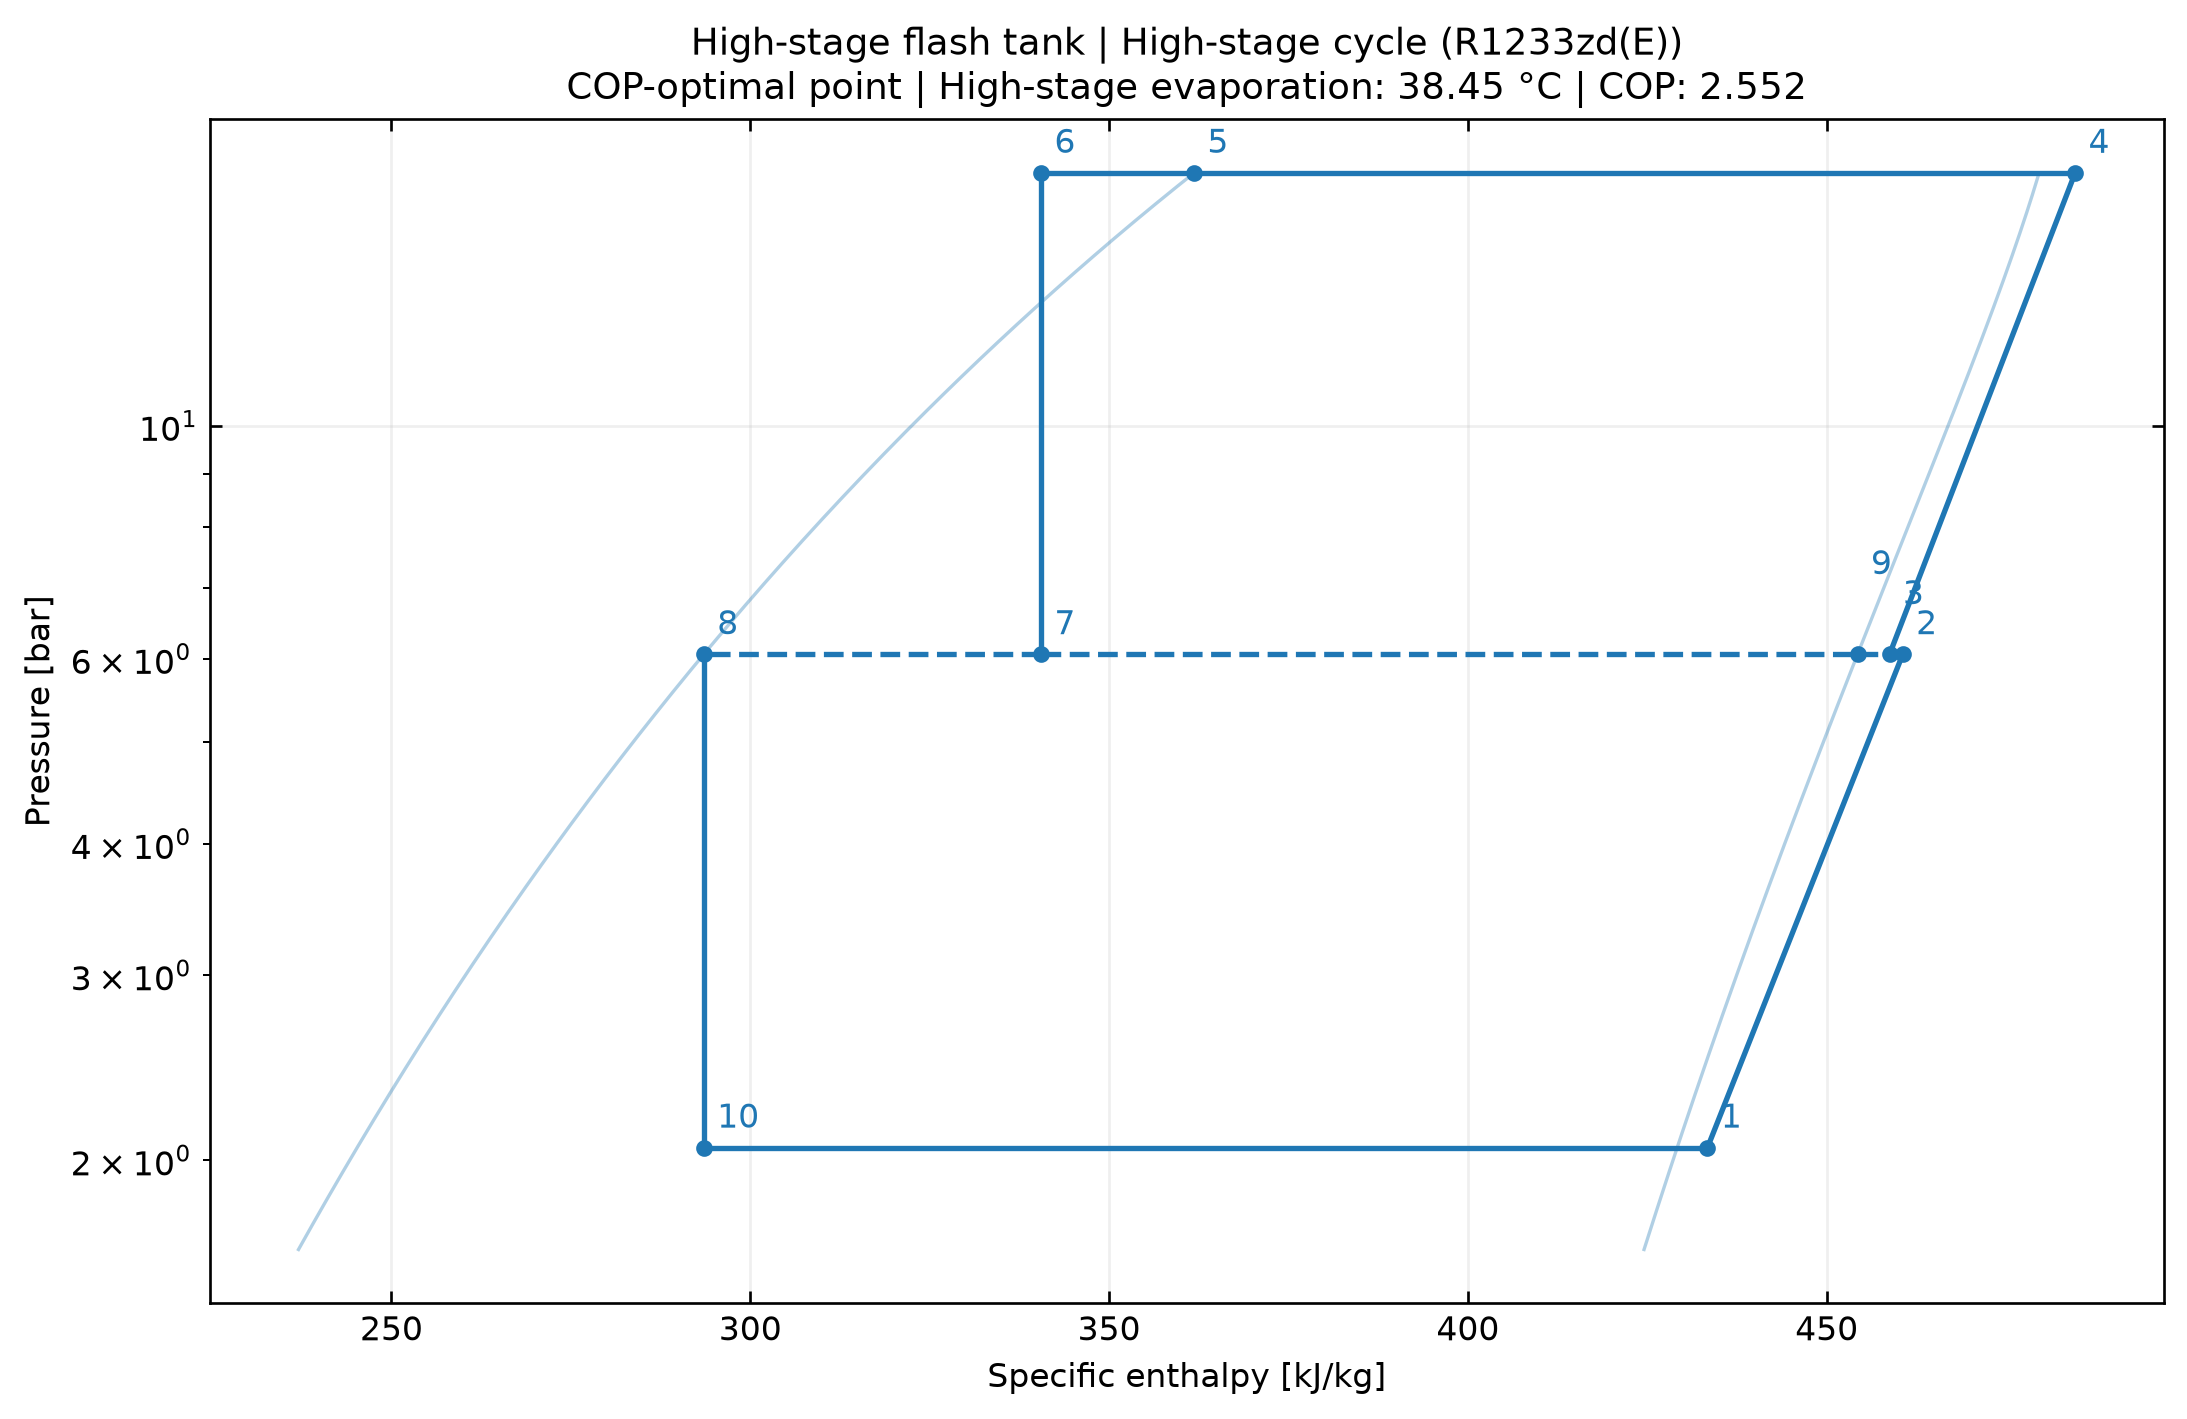 High-stage flash tank | High-stage cycle (R1233zd(E))
COP-optimal point | High-stage evaporation: 38.45 °C | COP: 2.552
6
5
4
10¹
9
3
8
7
2
6 × 10⁰
Pressure [bar]
4 × 10⁰
3 × 10⁰
10
1
2 × 10⁰
250
300
350
400
450
Specific enthalpy [kJ/kg]